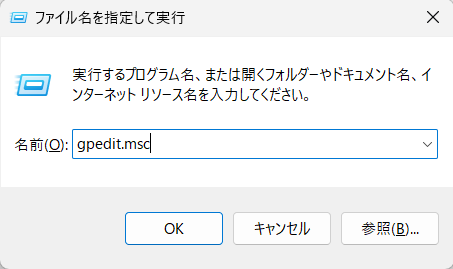 ファイル名を指定して実行
実行するプログラム名、または開くフォルダーやドキュメント名、イ
ンターネット リソース名を入力してください。
名前(O): gpedit.msc
OK キャンセル 参照(B)...